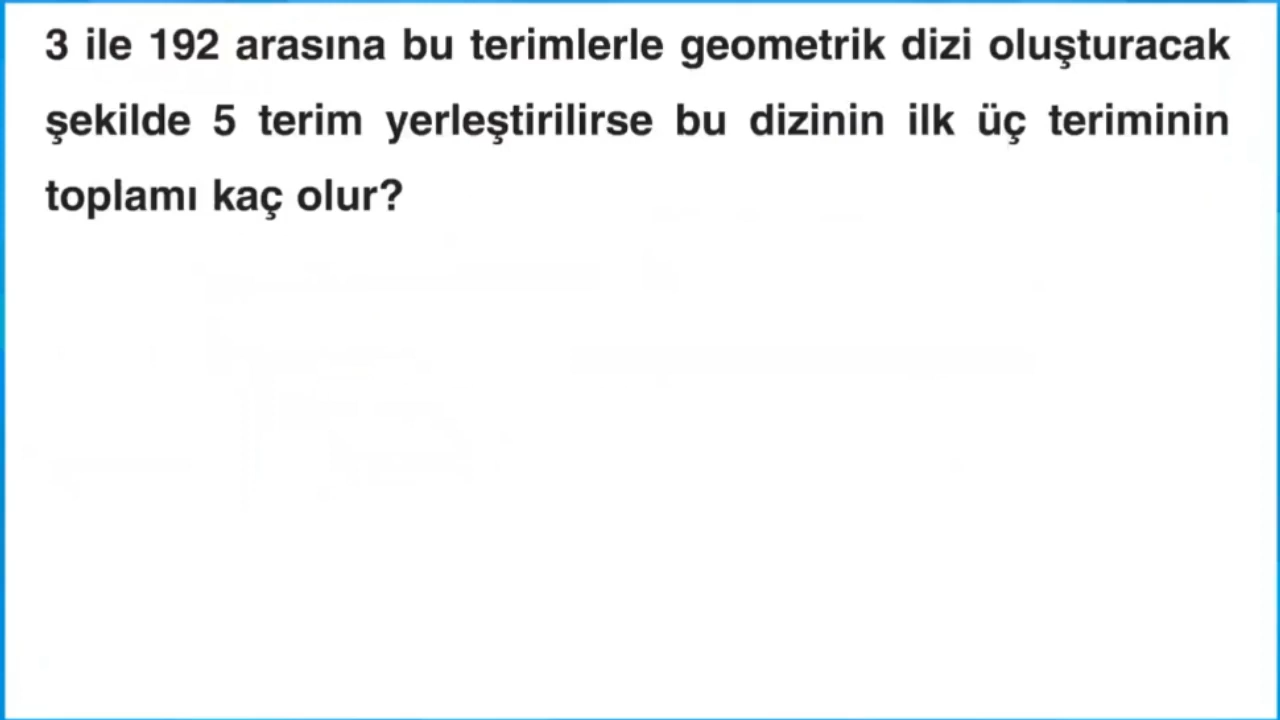 3 ile 192 arasına bu terimlerle geometrik dizi oluşturacak
şekilde 5 terim yerleştirilirse bu dizinin ilk üç teriminin
toplamı kaç olur?